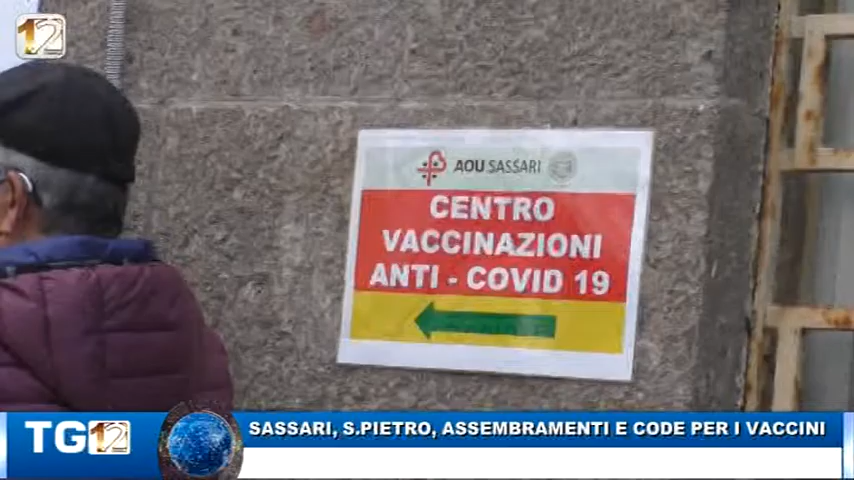 12
AOU SASSARI
CENTRO
VACCINAZIONI
ANTI - COVID 19
TG12
SASSARI, S.PIETRO, ASSEMBRAMENTI E CODE PER I VACCINI